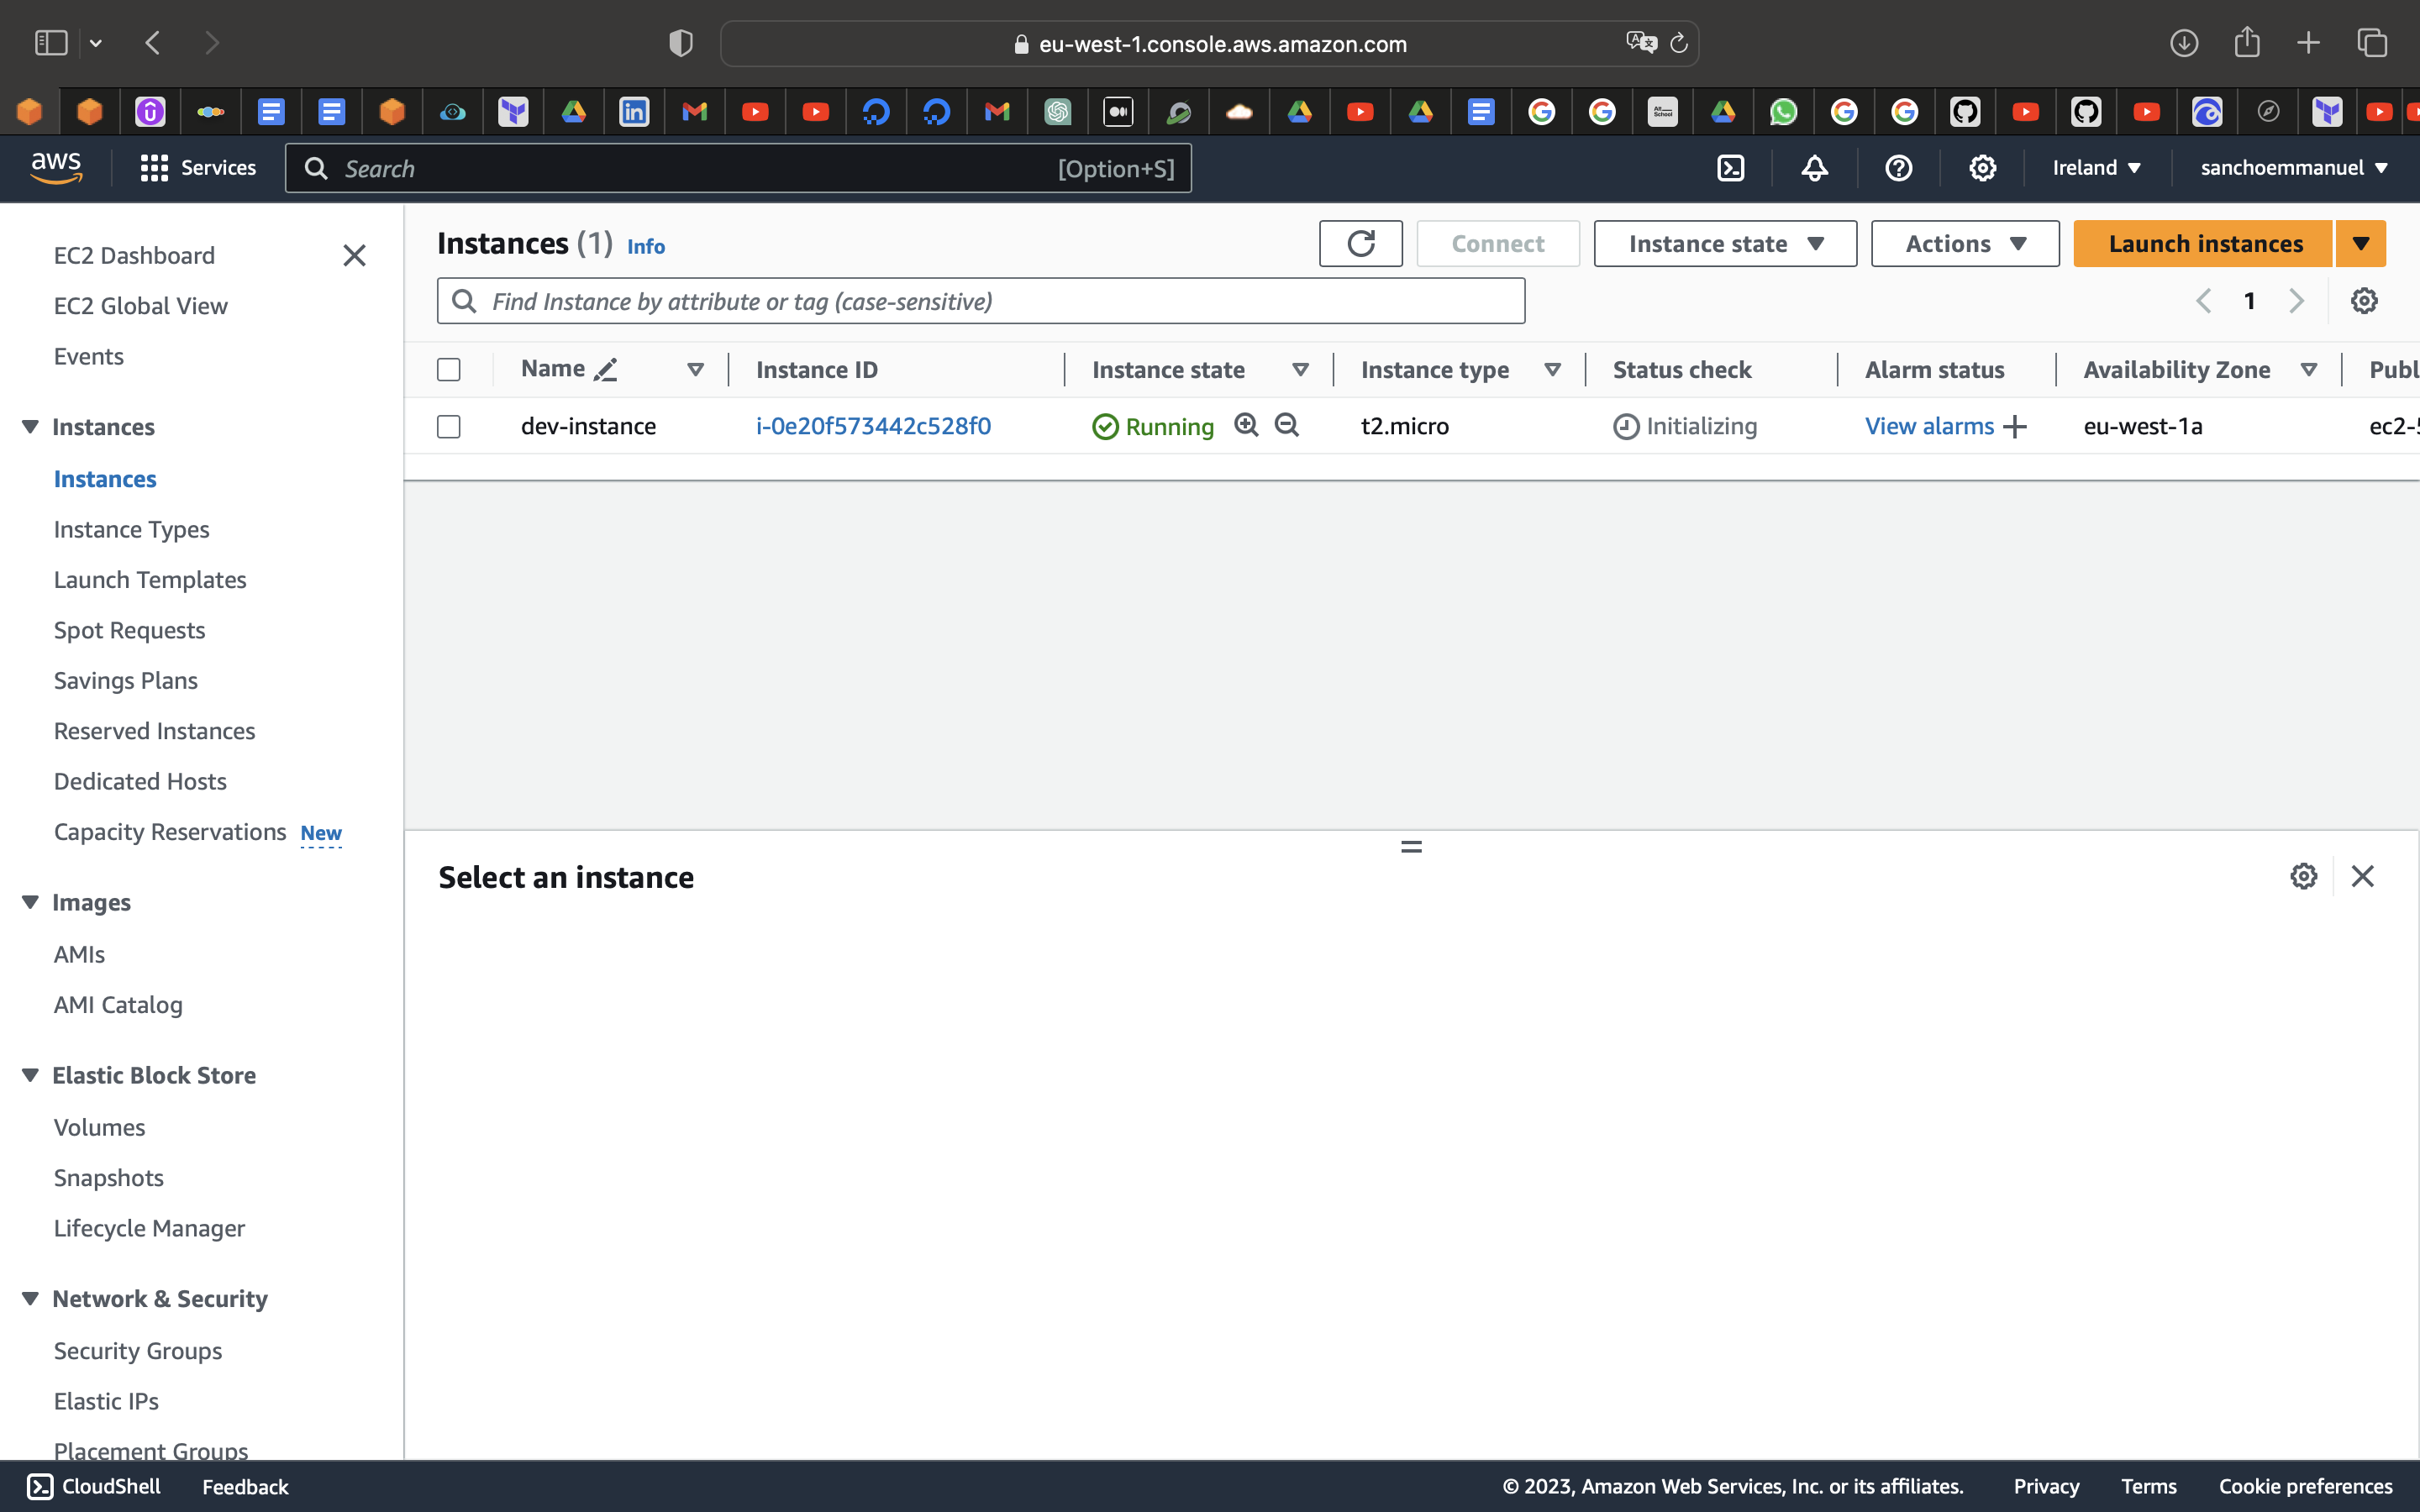 eu-west-1.console.aws.amazon.com
aws Services Search [Option+S] Ireland sanchoemmanuel
EC2 Dashboard
EC2 Global View
Events
Instances
Instances
Instance Types
Launch Templates
Spot Requests
Savings Plans
Reserved Instances
Dedicated Hosts
Capacity Reservations New
Images
AMIs
AMI Catalog
Elastic Block Store
Volumes
Snapshots
Lifecycle Manager
Network & Security
Security Groups
Elastic IPs
Placement Groups
Instances (1) Info Connect Instance state Actions Launch instances
Find Instance by attribute or tag (case-sensitive) 1
Name Instance ID Instance state Instance type Status check Alarm status Availability Zone Publ
dev-instance i-0e20f573442c528f0 Running t2.micro Initializing View alarms eu-west-1a ec2-5
Select an instance
CloudShell Feedback © 2023, Amazon Web Services, Inc. or its affiliates. Privacy Terms Cookie preferences